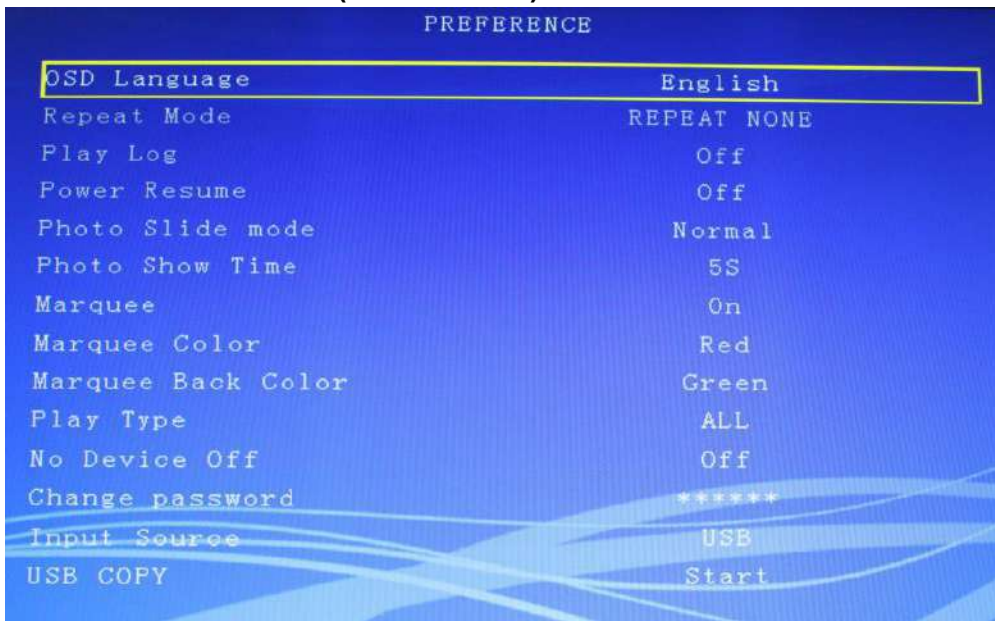 PREFERENCE
OSD Language English
Repeat Mode REPEAT NONE
Play Log Off
Power Resume Off
Photo Slide mode Normal
Photo Show Time 5S
Marquee On
Marquee Color Red
Marquee Back Color Green
Play Type ALL
No Device Off Off
Change password ******
Input Source USB
USB COPY Start